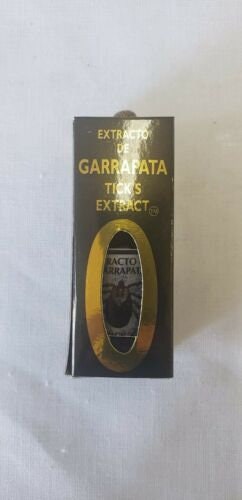 EXTRACTO
DE
GARRAPATA
TICK'S
EXTRACT
RACTO
ARRAPAT